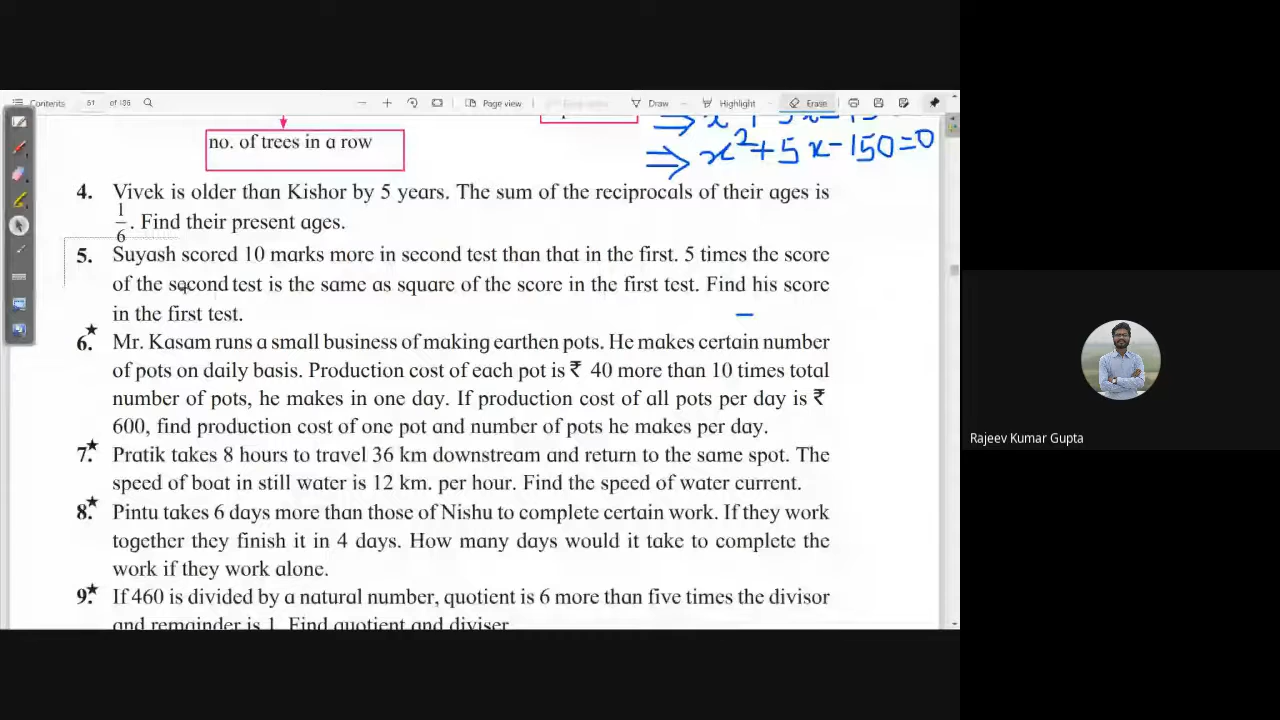 Contents 51 of 136 Page view Draw Highlight Erase
no. of trees in a row
⇒ x² + 5x - 150 = 0
4. Vivek is older than Kishor by 5 years. The sum of the reciprocals of their ages is
1/6. Find their present ages.
5. Suyash scored 10 marks more in second test than that in the first. 5 times the score
of the second test is the same as square of the score in the first test. Find his score
in the first test.
6.★ Mr. Kasam runs a small business of making earthen pots. He makes certain number
of pots on daily basis. Production cost of each pot is ₹ 40 more than 10 times total
number of pots, he makes in one day. If production cost of all pots per day is ₹
600, find production cost of one pot and number of pots he makes per day.
7.★ Pratik takes 8 hours to travel 36 km downstream and return to the same spot. The
speed of boat in still water is 12 km. per hour. Find the speed of water current.
8.★ Pintu takes 6 days more than those of Nishu to complete certain work. If they work
together they finish it in 4 days. How many days would it take to complete the
work if they work alone.
9.★ If 460 is divided by a natural number, quotient is 6 more than five times the divisor
and remainder is 1. Find quotient and diviser.
Rajeev Kumar Gupta